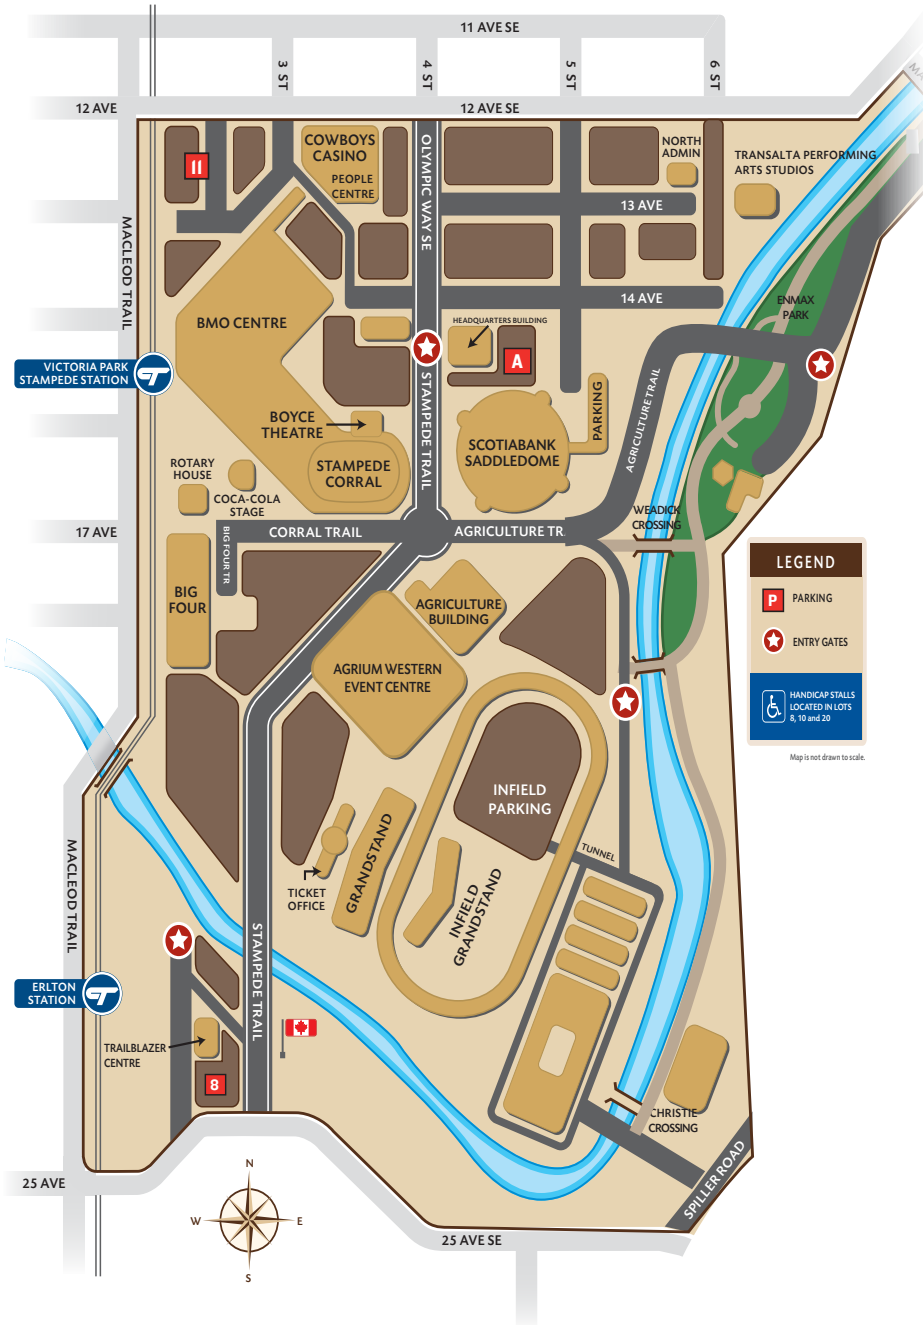 11 AVE SE
3 ST
4 ST
5 ST
6 ST
12 AVE
12 AVE SE
11
COWBOYS
CASINO
PEOPLE
CENTRE
OLYMPIC WAY SE
NORTH
ADMIN
TRANSALTA PERFORMING
ARTS STUDIOS
13 AVE
MACLEOD TRAIL
14 AVE
ENMAX
PARK
BMO CENTRE
HEADQUARTERS BUILDING
A
VICTORIA PARK
STAMPEDE STATION
STAMPEDE TRAIL
PARKING
AGRICULTURE TRAIL
BOYCE
THEATRE
SCOTIABANK
SADDLEDOME
STAMPEDE
CORRAL
ROTARY
HOUSE
COCA-COLA
STAGE
WEADICK
CROSSING
17 AVE
BIG FOUR TR
CORRAL TRAIL
AGRICULTURE TR.
LEGEND
P
PARKING
ENTRY GATES
HANDICAP STALLS
LOCATED IN LOTS
8, 10 and 20
Map is not drawn to scale.
BIG
FOUR
AGRICULTURE
BUILDING
AGRIUM WESTERN
EVENT CENTRE
INFIELD
PARKING
TUNNEL
GRANDSTAND
INFIELD
GRANDSTAND
TICKET
OFFICE
MACLEOD TRAIL
STAMPEDE TRAIL
ERLTON
STATION
TRAILBLAZER
CENTRE
8
CHRISTIE
CROSSING
SPILLER ROAD
25 AVE
N
W
E
S
25 AVE SE